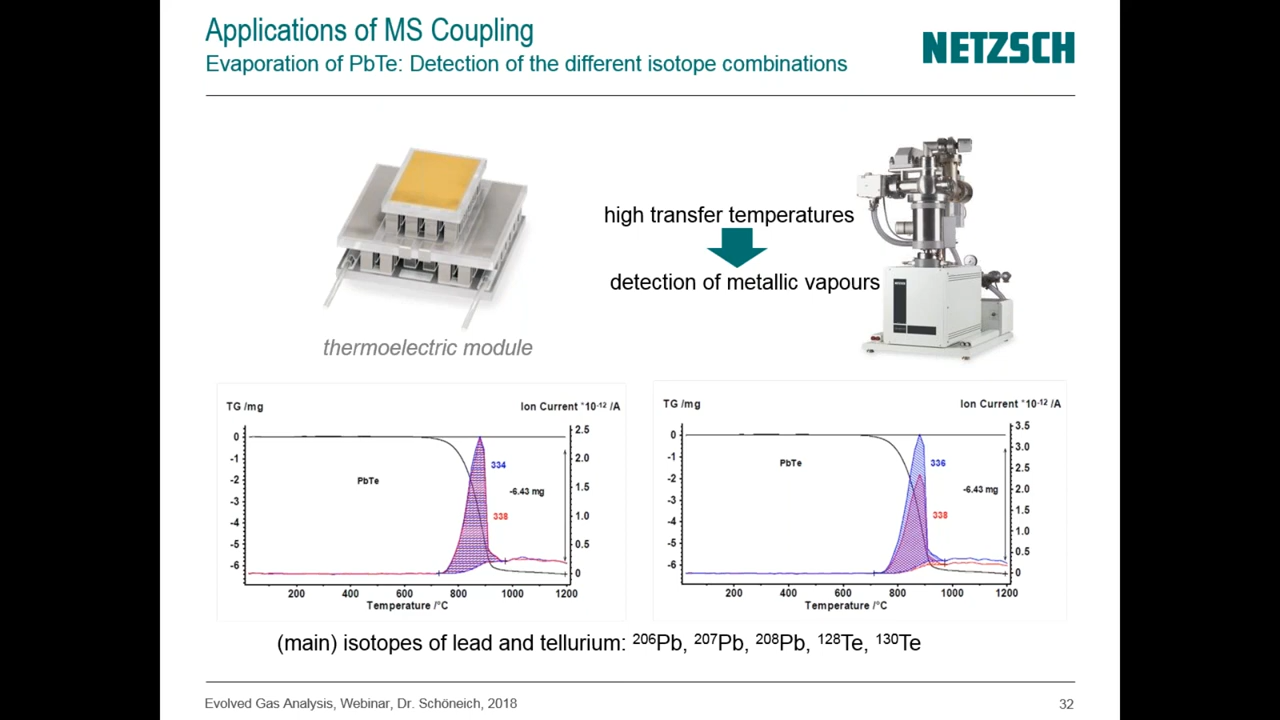 Applications of MS Coupling
Evaporation of PbTe: Detection of the different isotope combinations
NETZSCH
high transfer temperatures
detection of metallic vapours
thermoelectric module
TG /mg
Ion Current *10⁻¹² /A
0
-1
-2
-3
-4
-5
-6
2.5
2.0
1.5
1.0
0.5
0
PbTe
334
-6.43 mg
338
200 400 600 800 1000 1200
Temperature /°C
TG /mg
Ion Current *10⁻¹² /A
0
-1
-2
-3
-4
-5
-6
3.5
3.0
2.5
2.0
1.5
1.0
0.5
0
PbTe
336
-6.43 mg
338
200 400 600 800 1000 1200
Temperature /°C
(main) isotopes of lead and tellurium: ²⁰⁶Pb, ²⁰⁷Pb, ²⁰⁸Pb, ¹²⁸Te, ¹³⁰Te
Evolved Gas Analysis, Webinar, Dr. Schöneich, 2018
32